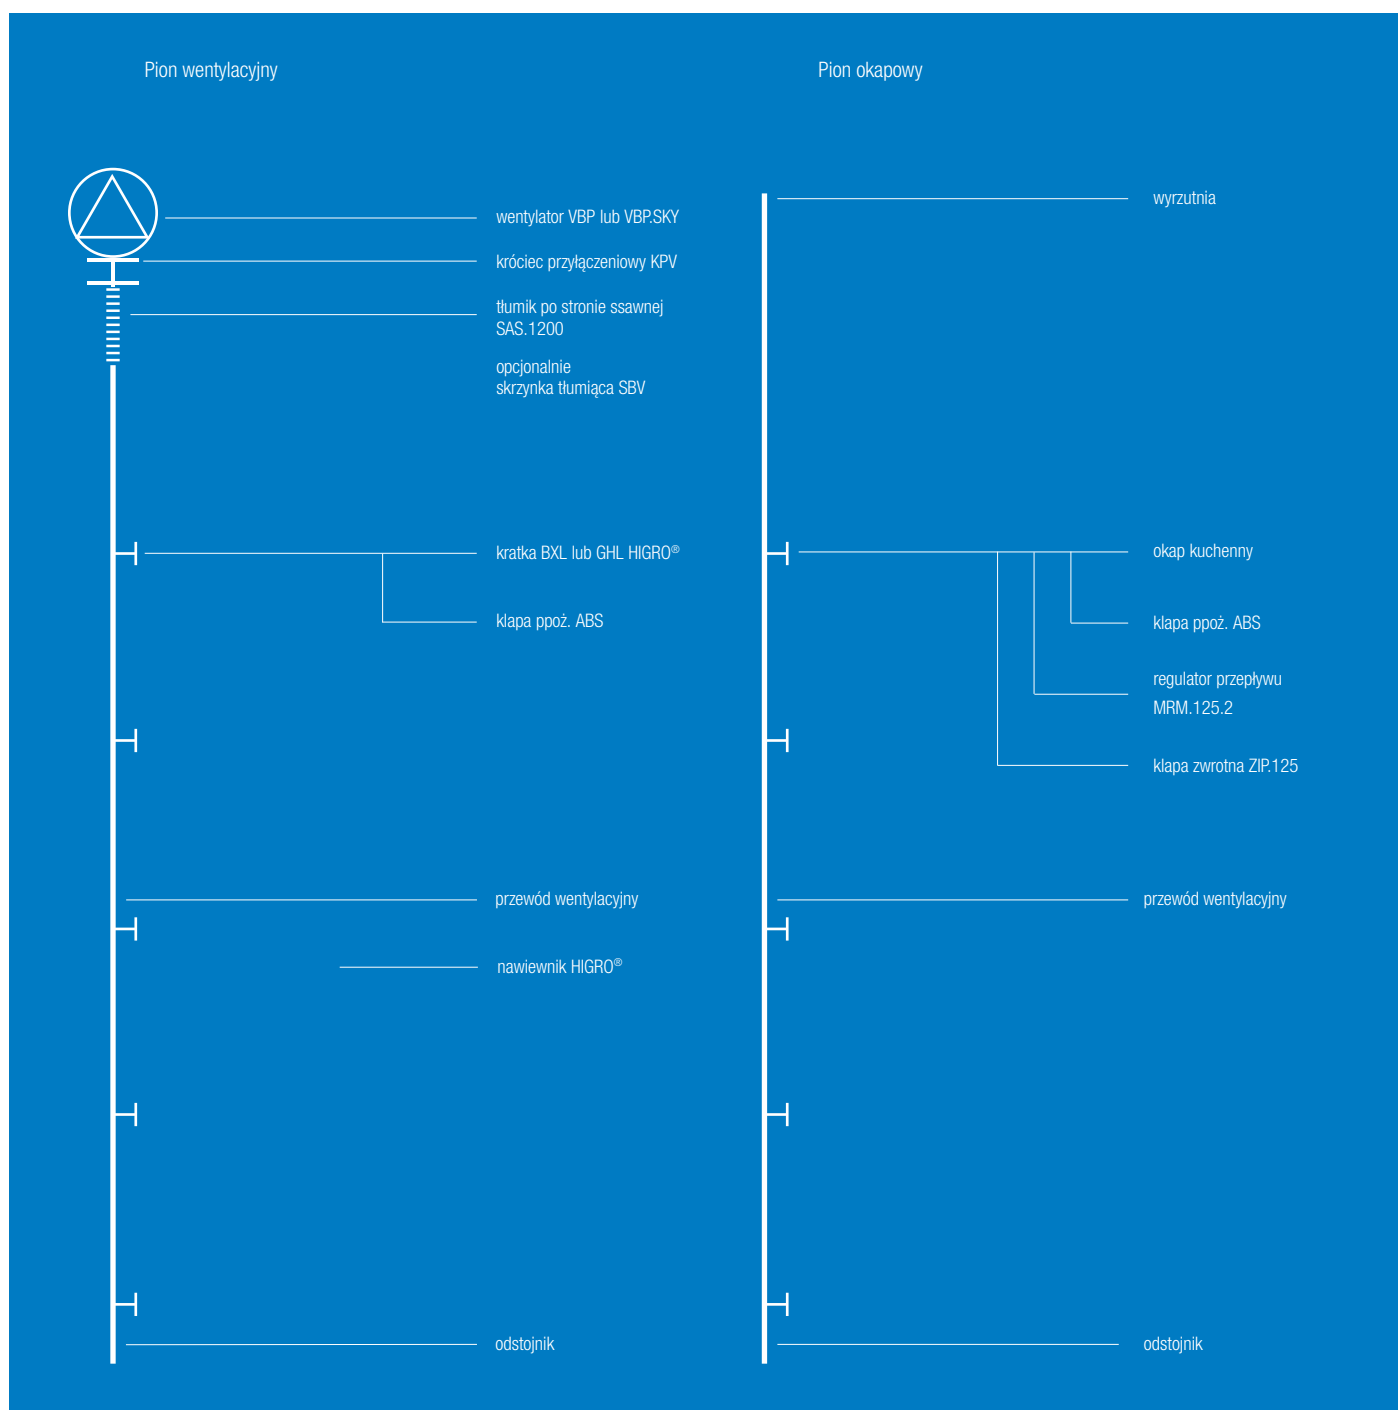 Pion wentylacyjny
wentylator VBP lub VBP.SKY
króciec przyłączeniowy KPV
tłumik po stronie ssawnej
SAS.1200
opcjonalnie
skrzynka tłumiąca SBV
kratka BXL lub GHL HIGRO®
klapa ppoż. ABS
przewód wentylacyjny
nawiewnik HIGRO®
odstojnik
Pion okapowy
wyrzutnia
okap kuchenny
klapa ppoż. ABS
regulator przepływu
MRM.125.2
klapa zwrotna ZIP.125
przewód wentylacyjny
odstojnik